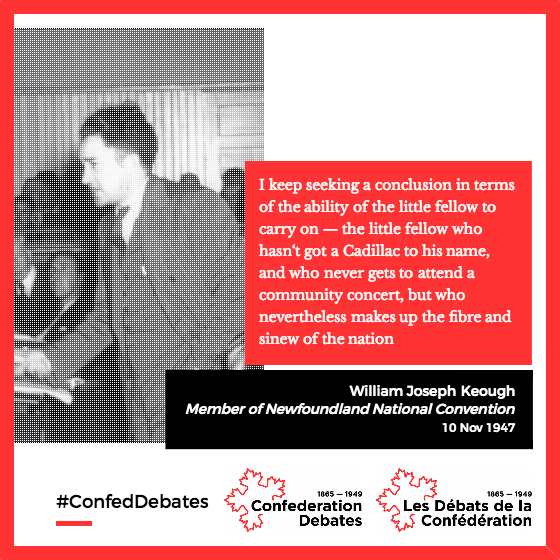 I keep seeking a conclusion in terms
of the ability of the little fellow to
carry on — the little fellow who
hasn't got a Cadillac to his name,
and who never gets to attend a
community concert, but who
nevertheless makes up the fibre and
sinew of the nation
William Joseph Keough
Member of Newfoundland National Convention
10 Nov 1947
#ConfedDebates
1865 — 1949
Confederation
Debates
1865 — 1949
Les Débats de la
Confédération